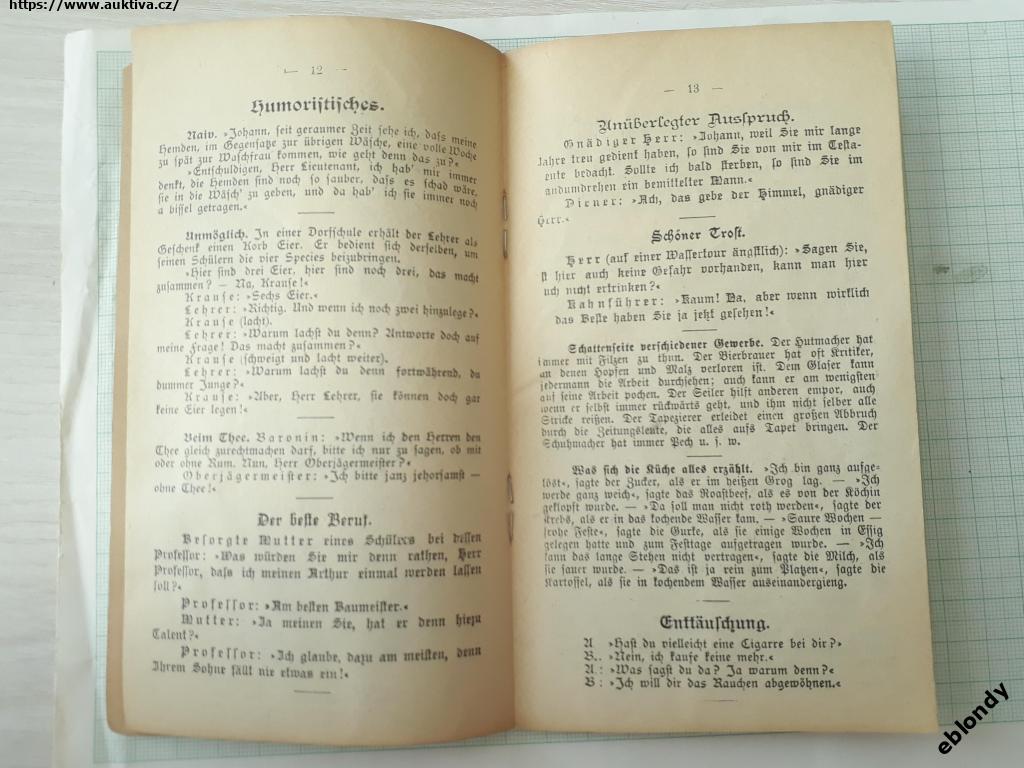 https://www.auktiva.cz/
— 12 —
Humoristisches.
Naiv. »Johann, seit geraumer Zeit sehe ich, dass meine
Hemden, im Gegensatze zur übrigen Wäsche, eine volle Woche
zu spät zur Waschfrau kommen, wie geht denn das zu?«
»Entschuldigen, Herr Lieutenant, ich hab' mir immer
denkt, die Hemden sind noch so sauber, dass es schad wäre,
sie in die Wäsch' zu geben, und da hab' ich sie immer noch
a bissel getragen.«
Unmöglich. In einer Dorfschule erhält der Lehrer als
Geschenk einen Korb Eier. Er bedient sich derselben, um
seinen Schülern die vier Species beizubringen.
»Hier sind drei Eier, hier sind noch drei, das macht
zusammen? — Na, Krause!«
Krause: »Sechs Eier.«
Lehrer: »Richtig. Und wenn ich noch zwei hinzulege?«
Krause (lacht).
Lehrer: »Warum lachst du denn? Antworte doch auf
meine Frage! Das macht zusammen?«
Krause (schweigt und lacht weiter).
Lehrer: »Warum lachst du denn fortwährend, du
dummer Junge?«
Krause: »Aber, Herr Lehrer, sie können doch gar
keine Eier legen!«
Beim Thee. Baronin: »Wenn ich den Herren den
Thee gleich zurechtmachen darf, bitte ich nur zu sagen, ob mit
oder ohne Rum. Nun, Herr Oberjägermeister?«
Oberjägermeister: »Ich bitte janz jehorsamst —
ohne Thee!«
Der beste Beruf.
Besorgte Mutter eines Schülers bei dessen
Professor: »Was würden Sie mir denn rathen, Herr
Professor, dass ich meinen Arthur einmal werden lassen
soll?«
Professor: »Am besten Baumeister.«
Mutter: »Ja meinen Sie, hat er denn hiezu
Talent?«
Professor: »Ich glaube, dazu am meisten, denn
Ihrem Sohne fällt nie etwas ein!«
— 13 —
Unüberlegter Ausspruch.
Gnädiger Herr: »Johann, weil Sie mir lange
Jahre treu gedient haben, so sind Sie von mir im Testa-
ente bedacht. Sollte ich bald sterben, so sind Sie im
andumdrehen ein bemittelter Mann.«
Diener: »Ach, das gebe der Himmel, gnädiger
Herr.«
Schöner Trost.
Herr (auf einer Wassertour ängstlich): »Sagen Sie,
ist hier auch keine Gefahr vorhanden, kann man hier
uch nicht ertrinken?«
Kahnführer: »Kaum! Na, aber wenn wirklich
das Beste haben Sie ja jetzt gesehen!«
Schattenseite verschiedener Gewerbe. Der Hutmacher hat
immer mit Filzen zu thun. Der Bierbrauer hat oft Kritiker,
an denen Hopfen und Malz verloren ist. Dem Glaser kann
jedermann die Arbeit durchsehen; auch kann er am wenigsten
auf seine Arbeit pochen. Der Seiler hilft anderen empor, auch
wenn er selbst immer rückwärts geht, und ihm nicht selber alle
Stricke reißen. Der Tapezierer erleidet einen großen Abbruch
durch die Zeitungsleute, die alles aufs Tapet bringen. Der
Schuhmacher hat immer Pech u. s. w.
Was sich die Küche alles erzählt. »Ich bin ganz aufge-
löst«, sagte der Zucker, als er im heißen Grog lag. — »Ich
werde ganz weich«, sagte das Roastbeef, als es von der Köchin
geklopft wurde. — »Da soll man nicht roth werden«, sagte der
Krebs, als er in das kochende Wasser kam. — »Saure Wochen —
frohe Feste«, sagte die Gurke, als sie einige Wochen in Essig
gelegen hatte und zum Festtage aufgetragen wurde. — »Ich
kann das lange Stehen nicht vertragen«, sagte die Milch, als
sie sauer wurde. — »Das ist ja rein zum Platzen«, sagte die
Kartoffel, als sie in kochendem Wasser auseinandergieng.
Enttäuschung.
A »Hast du vielleicht eine Cigarre bei dir?«
B.. »Nein, ich kaufe keine mehr.«
A: »Was sagst du da? Ja warum denn?«
B: »Ich will dir das Rauchen abgewöhnen.«
eblondy